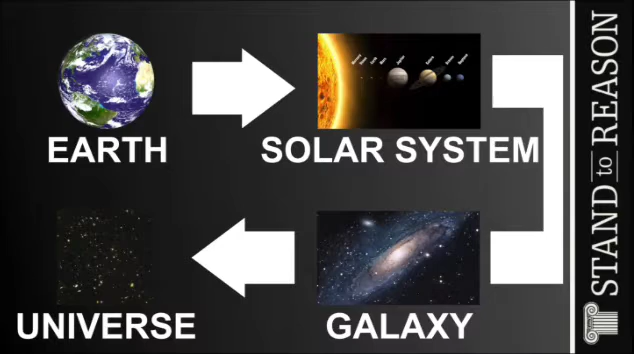 EARTH
SOLAR SYSTEM
GALAXY
UNIVERSE
STAND to REASON